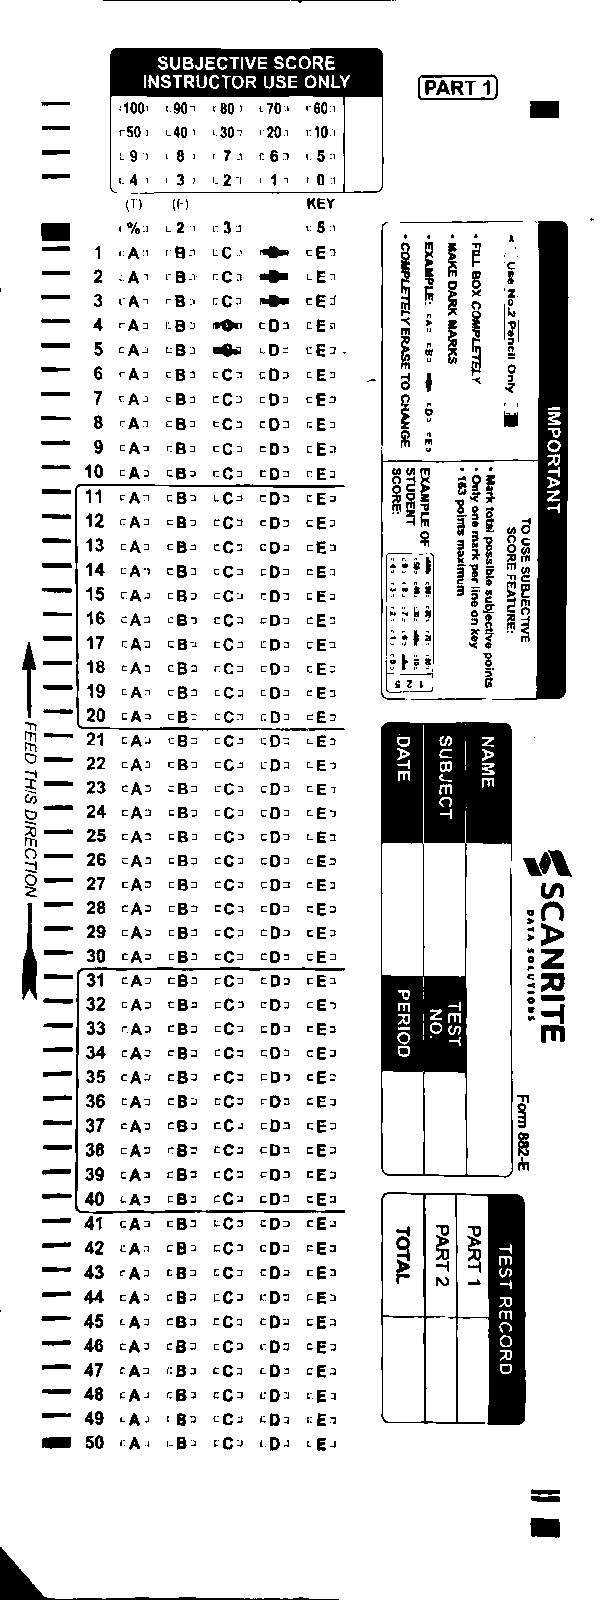 SUBJECTIVE SCORE
INSTRUCTOR USE ONLY
100 90 80 70 60
50 40 30 20 10
9 8 7 6 5
4 3 2 1 0
(T) (F) KEY
% 2 3 5
PART 1
1 A B C E
2 A B C E
3 A B C E
4 A B D E
5 A B D E
6 A B C D E
7 A B C D E
8 A B C D E
9 A B C D E
10 A B C D E
11 A B C D E
12 A B C D E
13 A B C D E
14 A B C D E
15 A B C D E
16 A B C D E
17 A B C D E
18 A B C D E
19 A B C D E
20 A B C D E
21 A B C D E
22 A B C D E
23 A B C D E
24 A B C D E
25 A B C D E
26 A B C D E
27 A B C D E
28 A B C D E
29 A B C D E
30 A B C D E
31 A B C D E
32 A B C D E
33 A B C D E
34 A B C D E
35 A B C D E
36 A B C D E
37 A B C D E
38 A B C D E
39 A B C D E
40 A B C D E
41 A B C D E
42 A B C D E
43 A B C D E
44 A B C D E
45 A B C D E
46 A B C D E
47 A B C D E
48 A B C D E
49 A B C D E
50 A B C D E
FEED THIS DIRECTION
IMPORTANT
Use No.2 Pencil Only
• FILL BOX COMPLETELY
• MAKE DARK MARKS
• EXAMPLE: A B D E
• COMPLETELY ERASE TO CHANGE
TO USE SUBJECTIVE
SCORE FEATURE:
• Mark total possible subjective points
• Only one mark per line on key
• 163 points maximum
EXAMPLE OF
STUDENT
SCORE:
NAME
SUBJECT
DATE
TEST
NO.
PERIOD
SCANRITE
DATA SOLUTIONS
Form 882-E
TEST RECORD
PART 1
PART 2
TOTAL